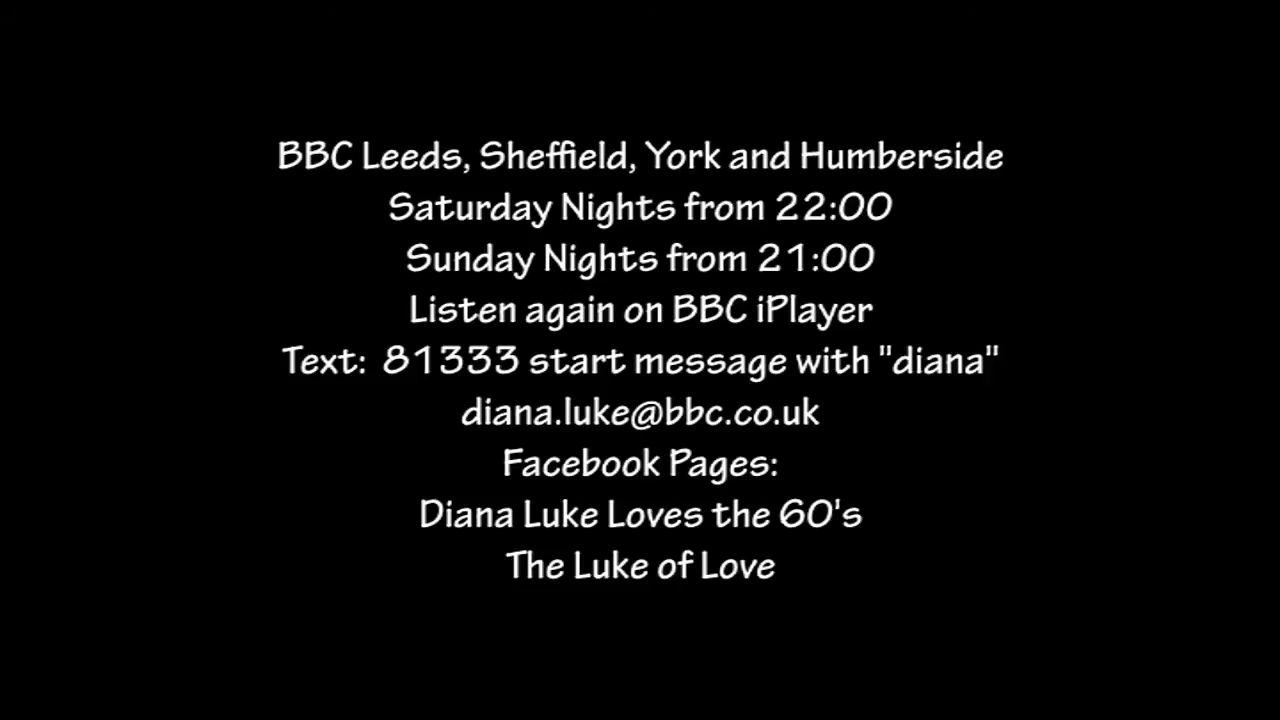 BBC Leeds, Sheffield, York and Humberside
Saturday Nights from 22:00
Sunday Nights from 21:00
Listen again on BBC iPlayer
Text:  81333 start message with "diana"
diana.luke@bbc.co.uk
Facebook Pages:
Diana Luke Loves the 60's
The Luke of Love